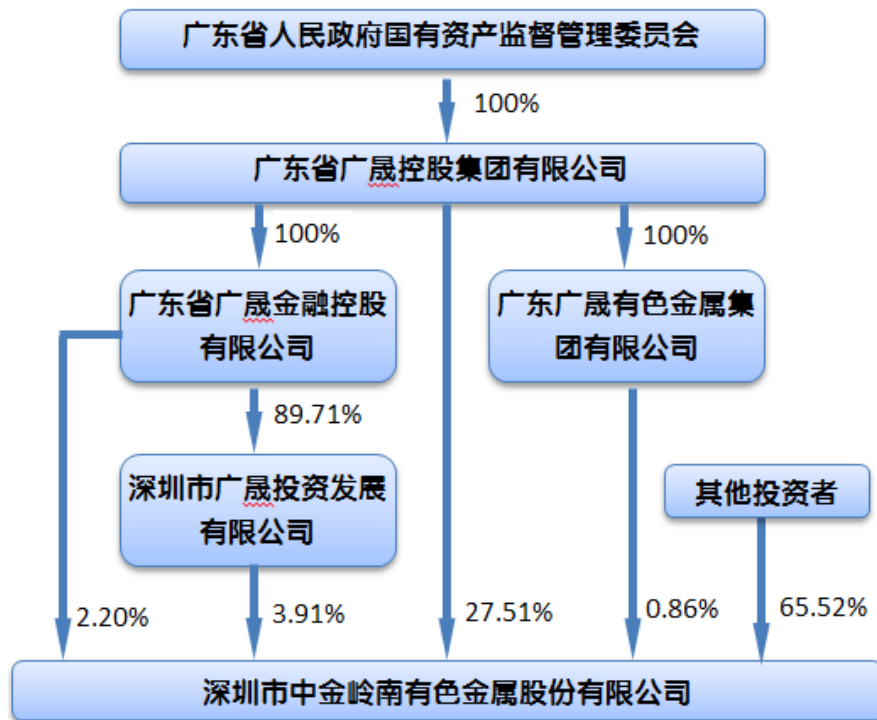 广东省人民政府国有资产监督管理委员会
100%
广东省广晟控股集团有限公司
100%
100%
广东省广晟金融控股
有限公司
广东广晟有色金属集
团有限公司
89.71%
深圳市广晟投资发展
有限公司
其他投资者
2.20%
3.91%
27.51%
0.86%
65.52%
深圳市中金岭南有色金属股份有限公司